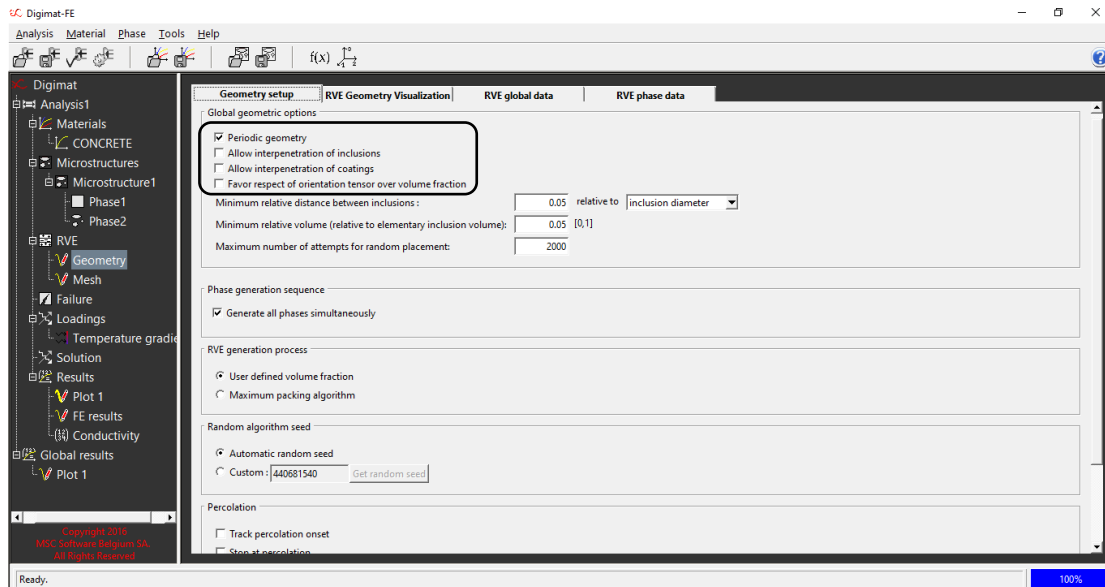 Digimat-FE
Analysis Material Phase Tools Help
f(x)
Digimat
Analysis1
Materials
CONCRETE
Microstructures
Microstructure1
Phase1
Phase2
RVE
Geometry
Mesh
Failure
Loadings
Temperature gradie
Solution
Results
Plot 1
FE results
Conductivity
Global results
Plot 1
Copyright 2016
MSC Software Belgium SA.
All Rights Reserved
Geometry setup RVE Geometry Visualization RVE global data RVE phase data
Global geometric options
Periodic geometry
Allow interpenetration of inclusions
Allow interpenetration of coatings
Favor respect of orientation tensor over volume fraction
Minimum relative distance between inclusions : 0.05 relative to inclusion diameter
Minimum relative volume (relative to elementary inclusion volume): 0.05 [0,1]
Maximum number of attempts for random placement: 2000
Phase generation sequence
Generate all phases simultaneously
RVE generation process
User defined volume fraction
Maximum packing algorithm
Random algorithm seed
Automatic random seed
Custom : 440681540 Get random seed
Percolation
Track percolation onset
Stop at percolation
Ready. 100%